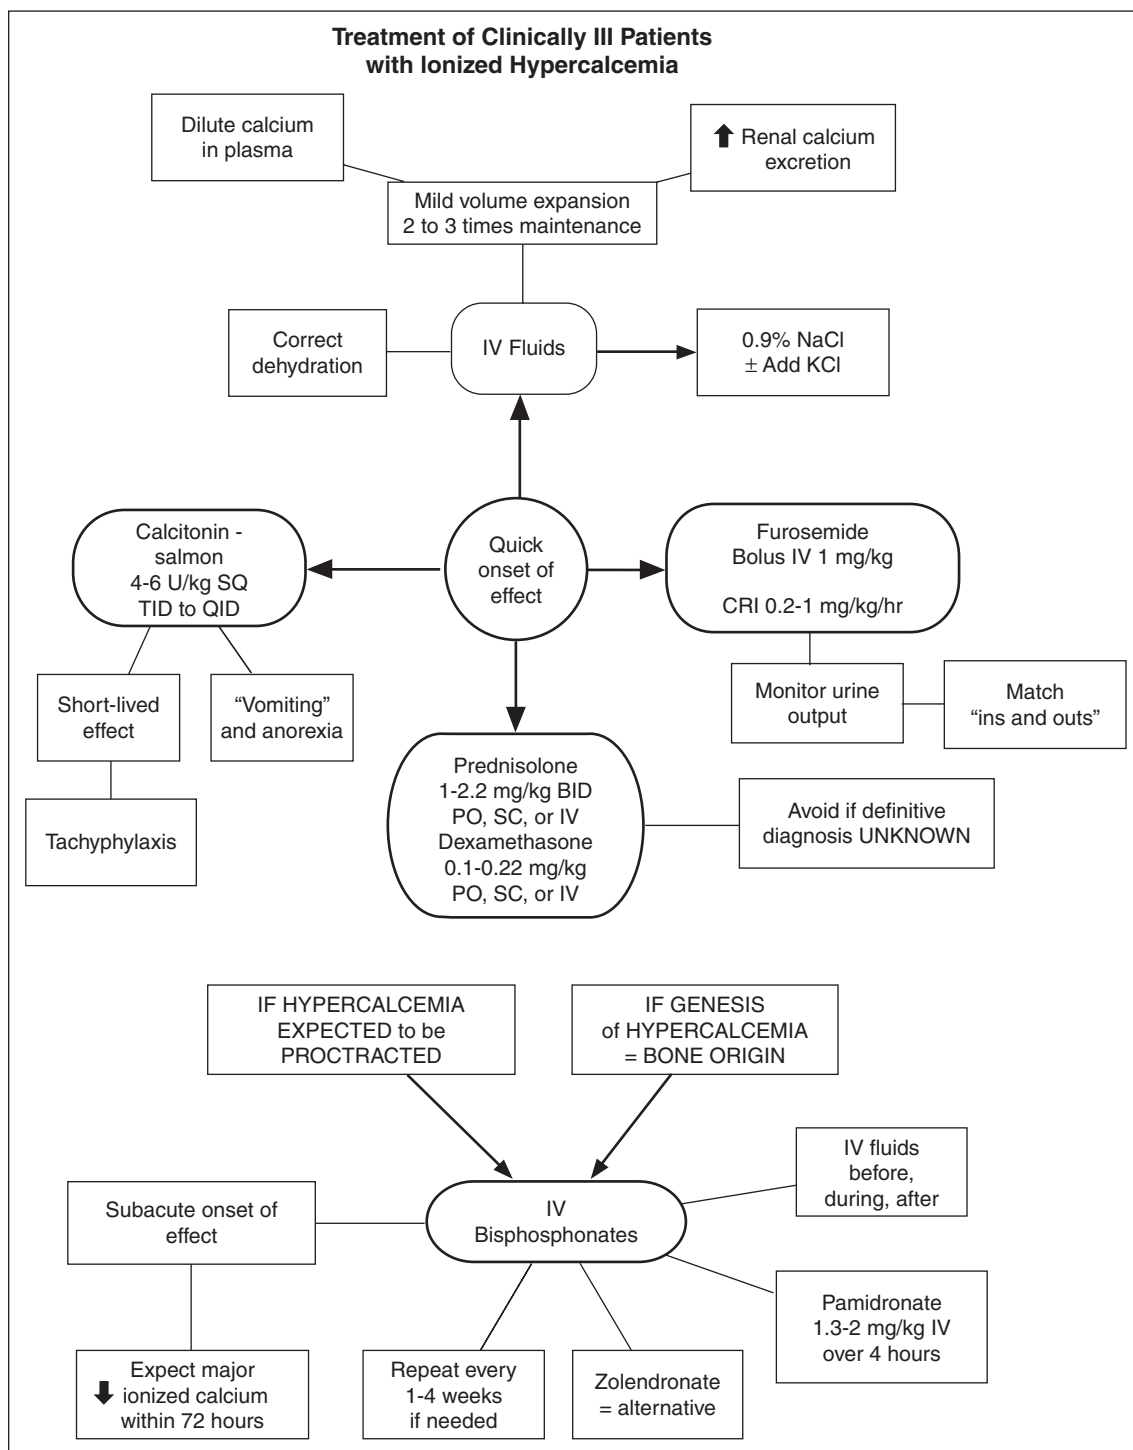 Treatment of Clinically Ill Patients
with Ionized Hypercalcemia
Dilute calcium
in plasma
Renal calcium
excretion
Mild volume expansion
2 to 3 times maintenance
Correct
dehydration
IV Fluids
0.9% NaCl
± Add KCl
Calcitonin -
salmon
4-6 U/kg SQ
TID to QID
Quick
onset of
effect
Furosemide
Bolus IV 1 mg/kg
CRI 0.2-1 mg/kg/hr
Short-lived
effect
“Vomiting”
and anorexia
Monitor urine
output
Match
“ins and outs”
Tachyphylaxis
Prednisolone
1-2.2 mg/kg BID
PO, SC, or IV
Dexamethasone
0.1-0.22 mg/kg
PO, SC, or IV
Avoid if definitive
diagnosis UNKNOWN
IF HYPERCALCEMIA
EXPECTED to be
PROCTRACTED
IF GENESIS
of HYPERCALCEMIA
= BONE ORIGIN
Subacute onset of
effect
IV
Bisphosphonates
IV fluids
before,
during, after
Pamidronate
1.3-2 mg/kg IV
over 4 hours
Expect major
ionized calcium
within 72 hours
Repeat every
1-4 weeks
if needed
Zolendronate
= alternative